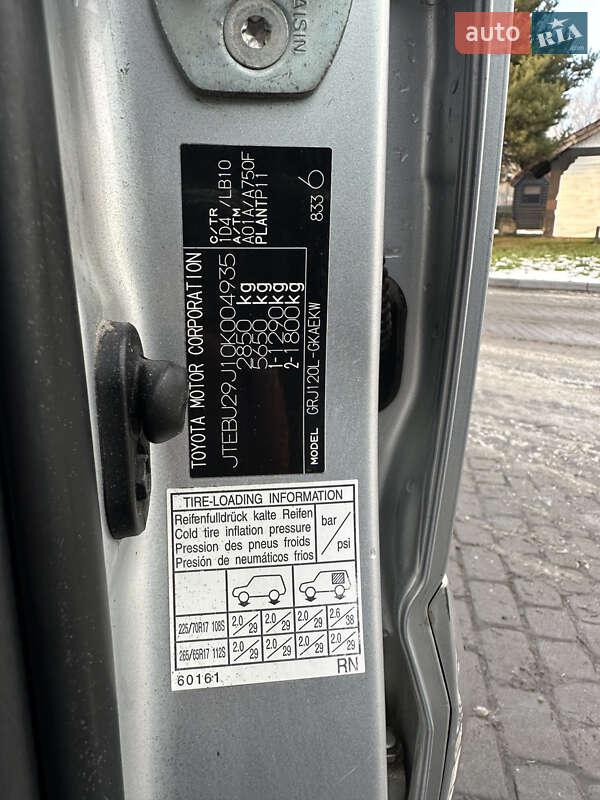 auto RIA
.com
AISIN
TOYOTA MOTOR CORPORATION
JTEBU29J10K004935
2850 kg
5650 kg
1-1290kg
2-1800kg
MODEL GRJ120L-GKAEKW
C/TR
1D4 /LB10
A/TM
A01A/A750F
PLANTP11
833 6
TIRE-LOADING INFORMATION
Reifenfulldrück kalte Reifen
Cold tire inflation pressure
Pression des pneus froids
Presión de neumáticos frios
bar/psi
225/70R17 108S 2.0/29 2.0/29 2.0/29 2.6/38
265/65R17 112S 2.0/29 2.0/29 2.0/29 2.0/29
60161 RN